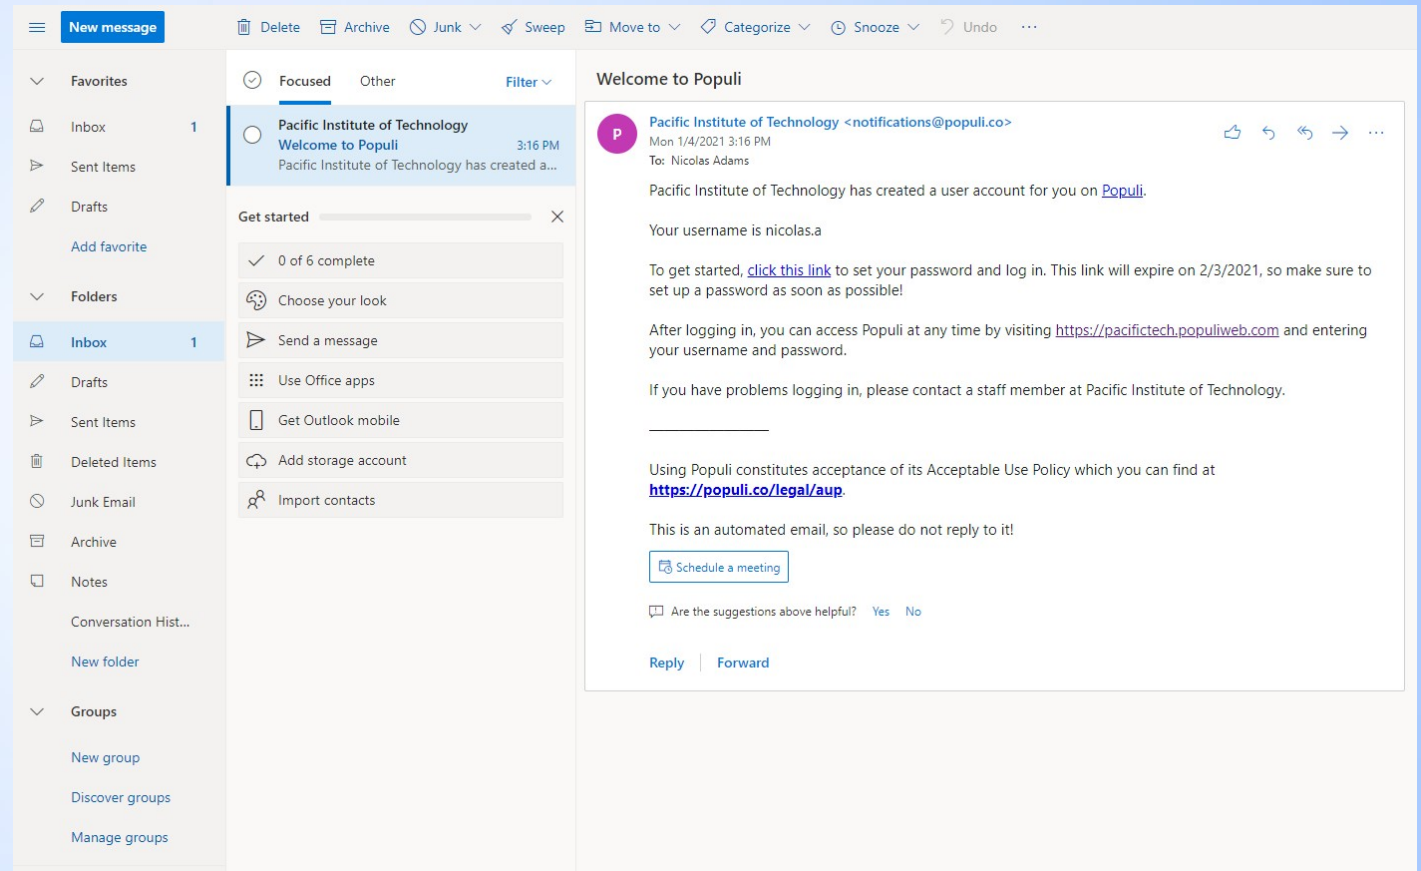 New message
Delete
Archive
Junk
Sweep
Move to
Categorize
Snooze
Undo
Favorites
Inbox 1
Sent Items
Drafts
Add favorite
Folders
Inbox 1
Drafts
Sent Items
Deleted Items
Junk Email
Archive
Notes
Conversation Hist...
New folder
Groups
New group
Discover groups
Manage groups
Focused Other Filter
Pacific Institute of Technology
Welcome to Populi 3:16 PM
Pacific Institute of Technology has created a...
Get started
0 of 6 complete
Choose your look
Send a message
Use Office apps
Get Outlook mobile
Add storage account
Import contacts
Welcome to Populi
P
Pacific Institute of Technology <notifications@populi.co>
Mon 1/4/2021 3:16 PM
To: Nicolas Adams
Pacific Institute of Technology has created a user account for you on Populi.
Your username is nicolas.a
To get started, click this link to set your password and log in. This link will expire on 2/3/2021, so make sure to
set up a password as soon as possible!
After logging in, you can access Populi at any time by visiting https://pacifictech.populiweb.com and entering
your username and password.
If you have problems logging in, please contact a staff member at Pacific Institute of Technology.
Using Populi constitutes acceptance of its Acceptable Use Policy which you can find at
https://populi.co/legal/aup.
This is an automated email, so please do not reply to it!
Schedule a meeting
Are the suggestions above helpful? Yes No
Reply Forward